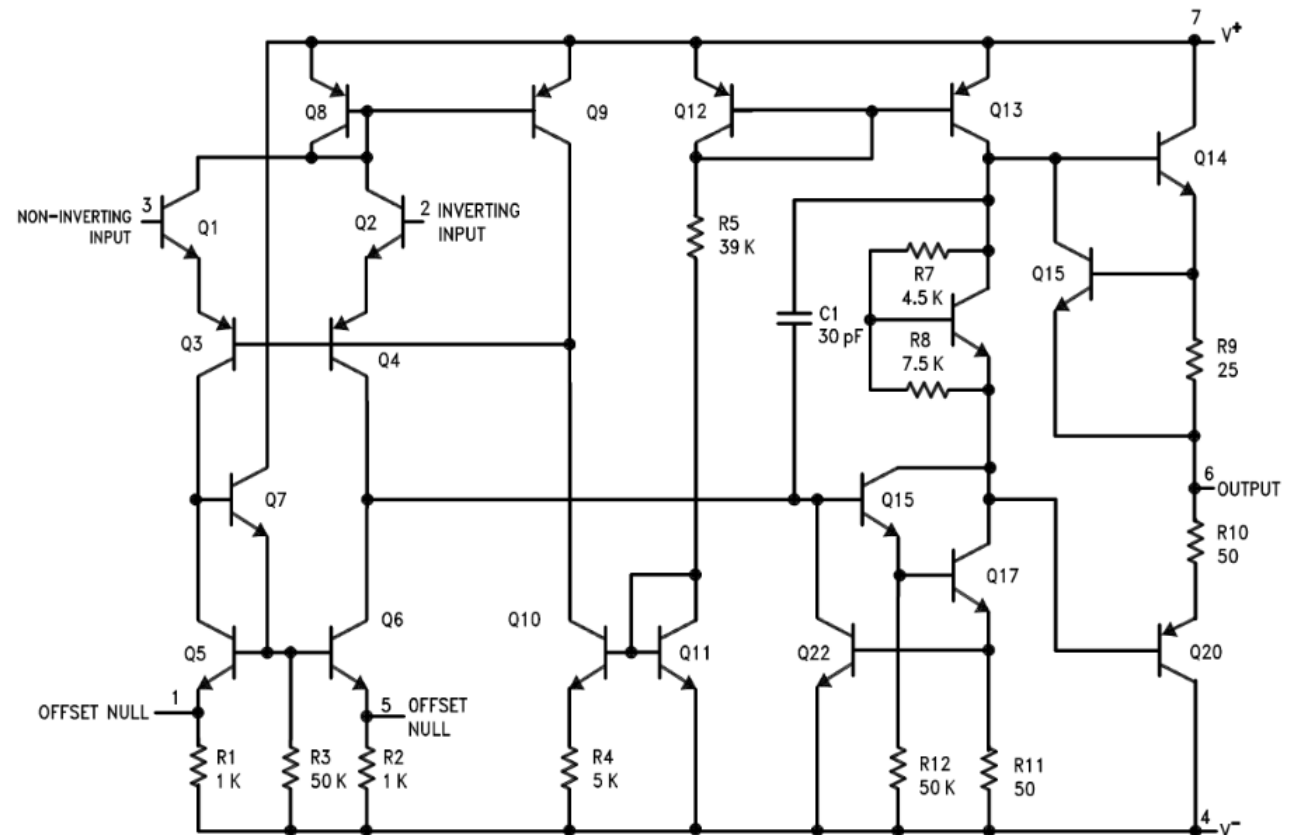 7
V+
Q8
Q9
Q12
Q13
Q14
3
NON-INVERTING
INPUT
Q1
Q2
2 INVERTING
INPUT
R5
39 K
Q15
R7
4.5 K
C1
30 pF
R8
7.5 K
Q3
Q4
R9
25
Q7
Q15
6
OUTPUT
R10
50
Q17
Q5
Q6
Q10
Q11
Q22
Q20
1
OFFSET NULL
5 OFFSET
NULL
R1
1 K
R3
50 K
R2
1 K
R4
5 K
R12
50 K
R11
50
4
V-